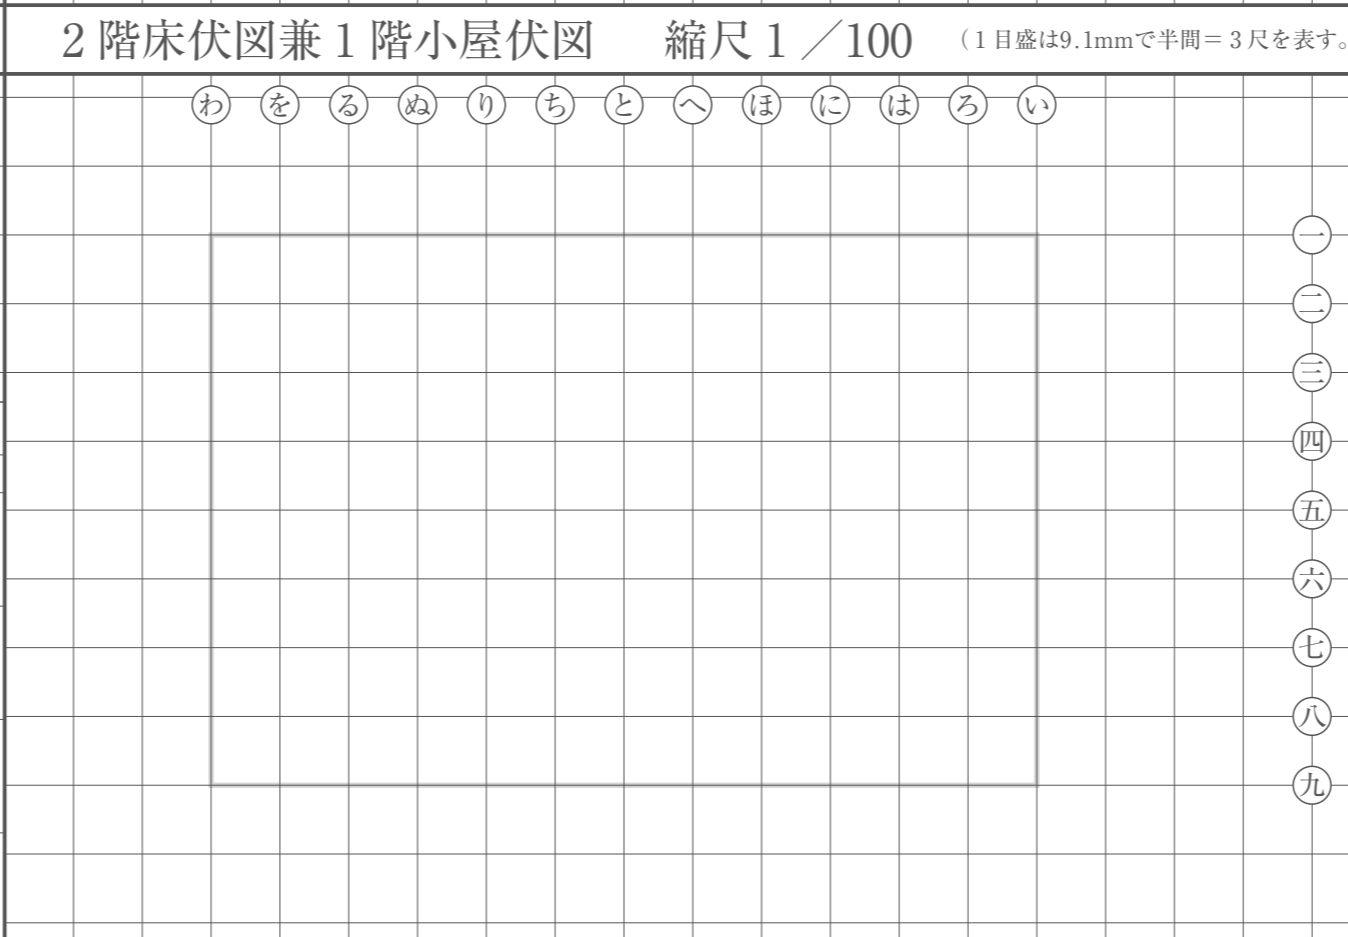 ２階床伏図兼１階小屋伏図　縮尺１／100　（１目盛は9.1mmで半間＝３尺を表す。
わ を る ぬ り ち と へ ほ に は ろ い
一
二
三
四
五
六
七
八
九